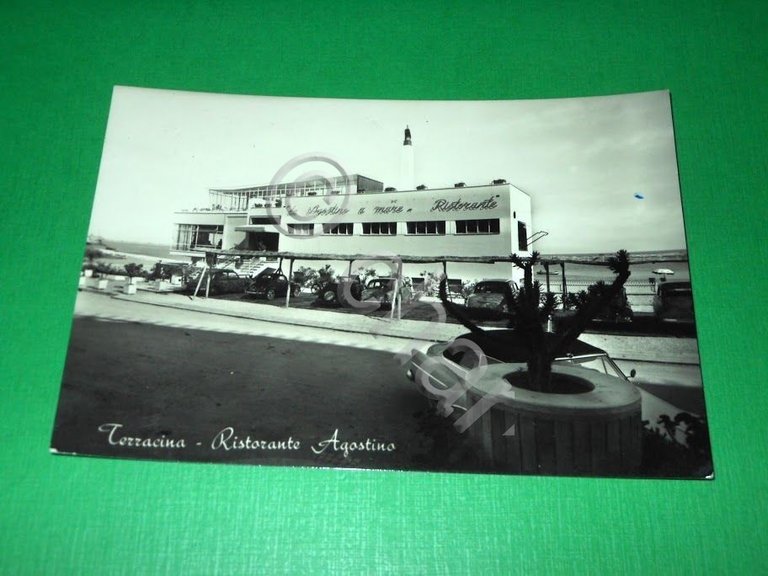 Agostino a mare - Ristorante"
Terracina - Ristorante Agostino
©